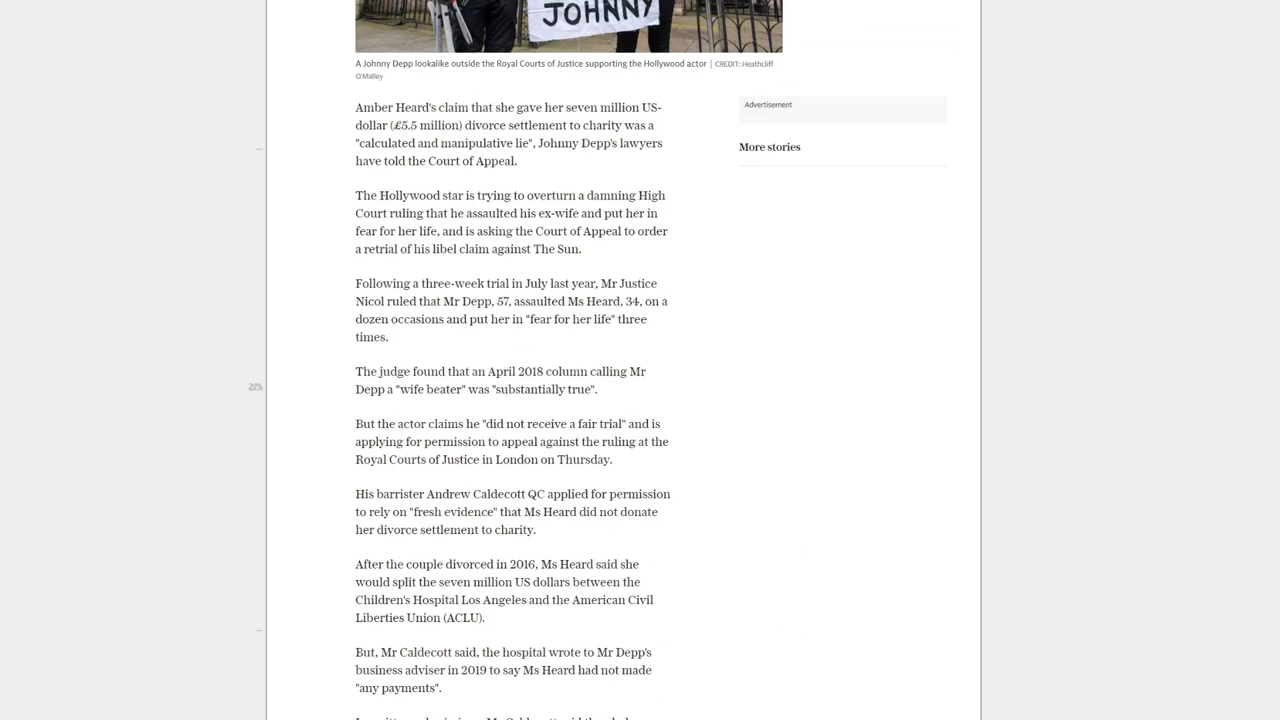 JOHNNY
A Johnny Depp lookalike outside the Royal Courts of Justice supporting the Hollywood actor | CREDIT: Heathcliff
O'Malley
Amber Heard's claim that she gave her seven million US-
dollar (£5.5 million) divorce settlement to charity was a
"calculated and manipulative lie", Johnny Depp's lawyers
have told the Court of Appeal.
The Hollywood star is trying to overturn a damning High
Court ruling that he assaulted his ex-wife and put her in
fear for her life, and is asking the Court of Appeal to order
a retrial of his libel claim against The Sun.
Following a three-week trial in July last year, Mr Justice
Nicol ruled that Mr Depp, 57, assaulted Ms Heard, 34, on a
dozen occasions and put her in "fear for her life" three
times.
The judge found that an April 2018 column calling Mr
Depp a "wife beater" was "substantially true".
But the actor claims he "did not receive a fair trial" and is
applying for permission to appeal against the ruling at the
Royal Courts of Justice in London on Thursday.
His barrister Andrew Caldecott QC applied for permission
to rely on "fresh evidence" that Ms Heard did not donate
her divorce settlement to charity.
After the couple divorced in 2016, Ms Heard said she
would split the seven million US dollars between the
Children's Hospital Los Angeles and the American Civil
Liberties Union (ACLU).
But, Mr Caldecott said, the hospital wrote to Mr Depp's
business adviser in 2019 to say Ms Heard had not made
"any payments".
Advertisement
More stories
20%